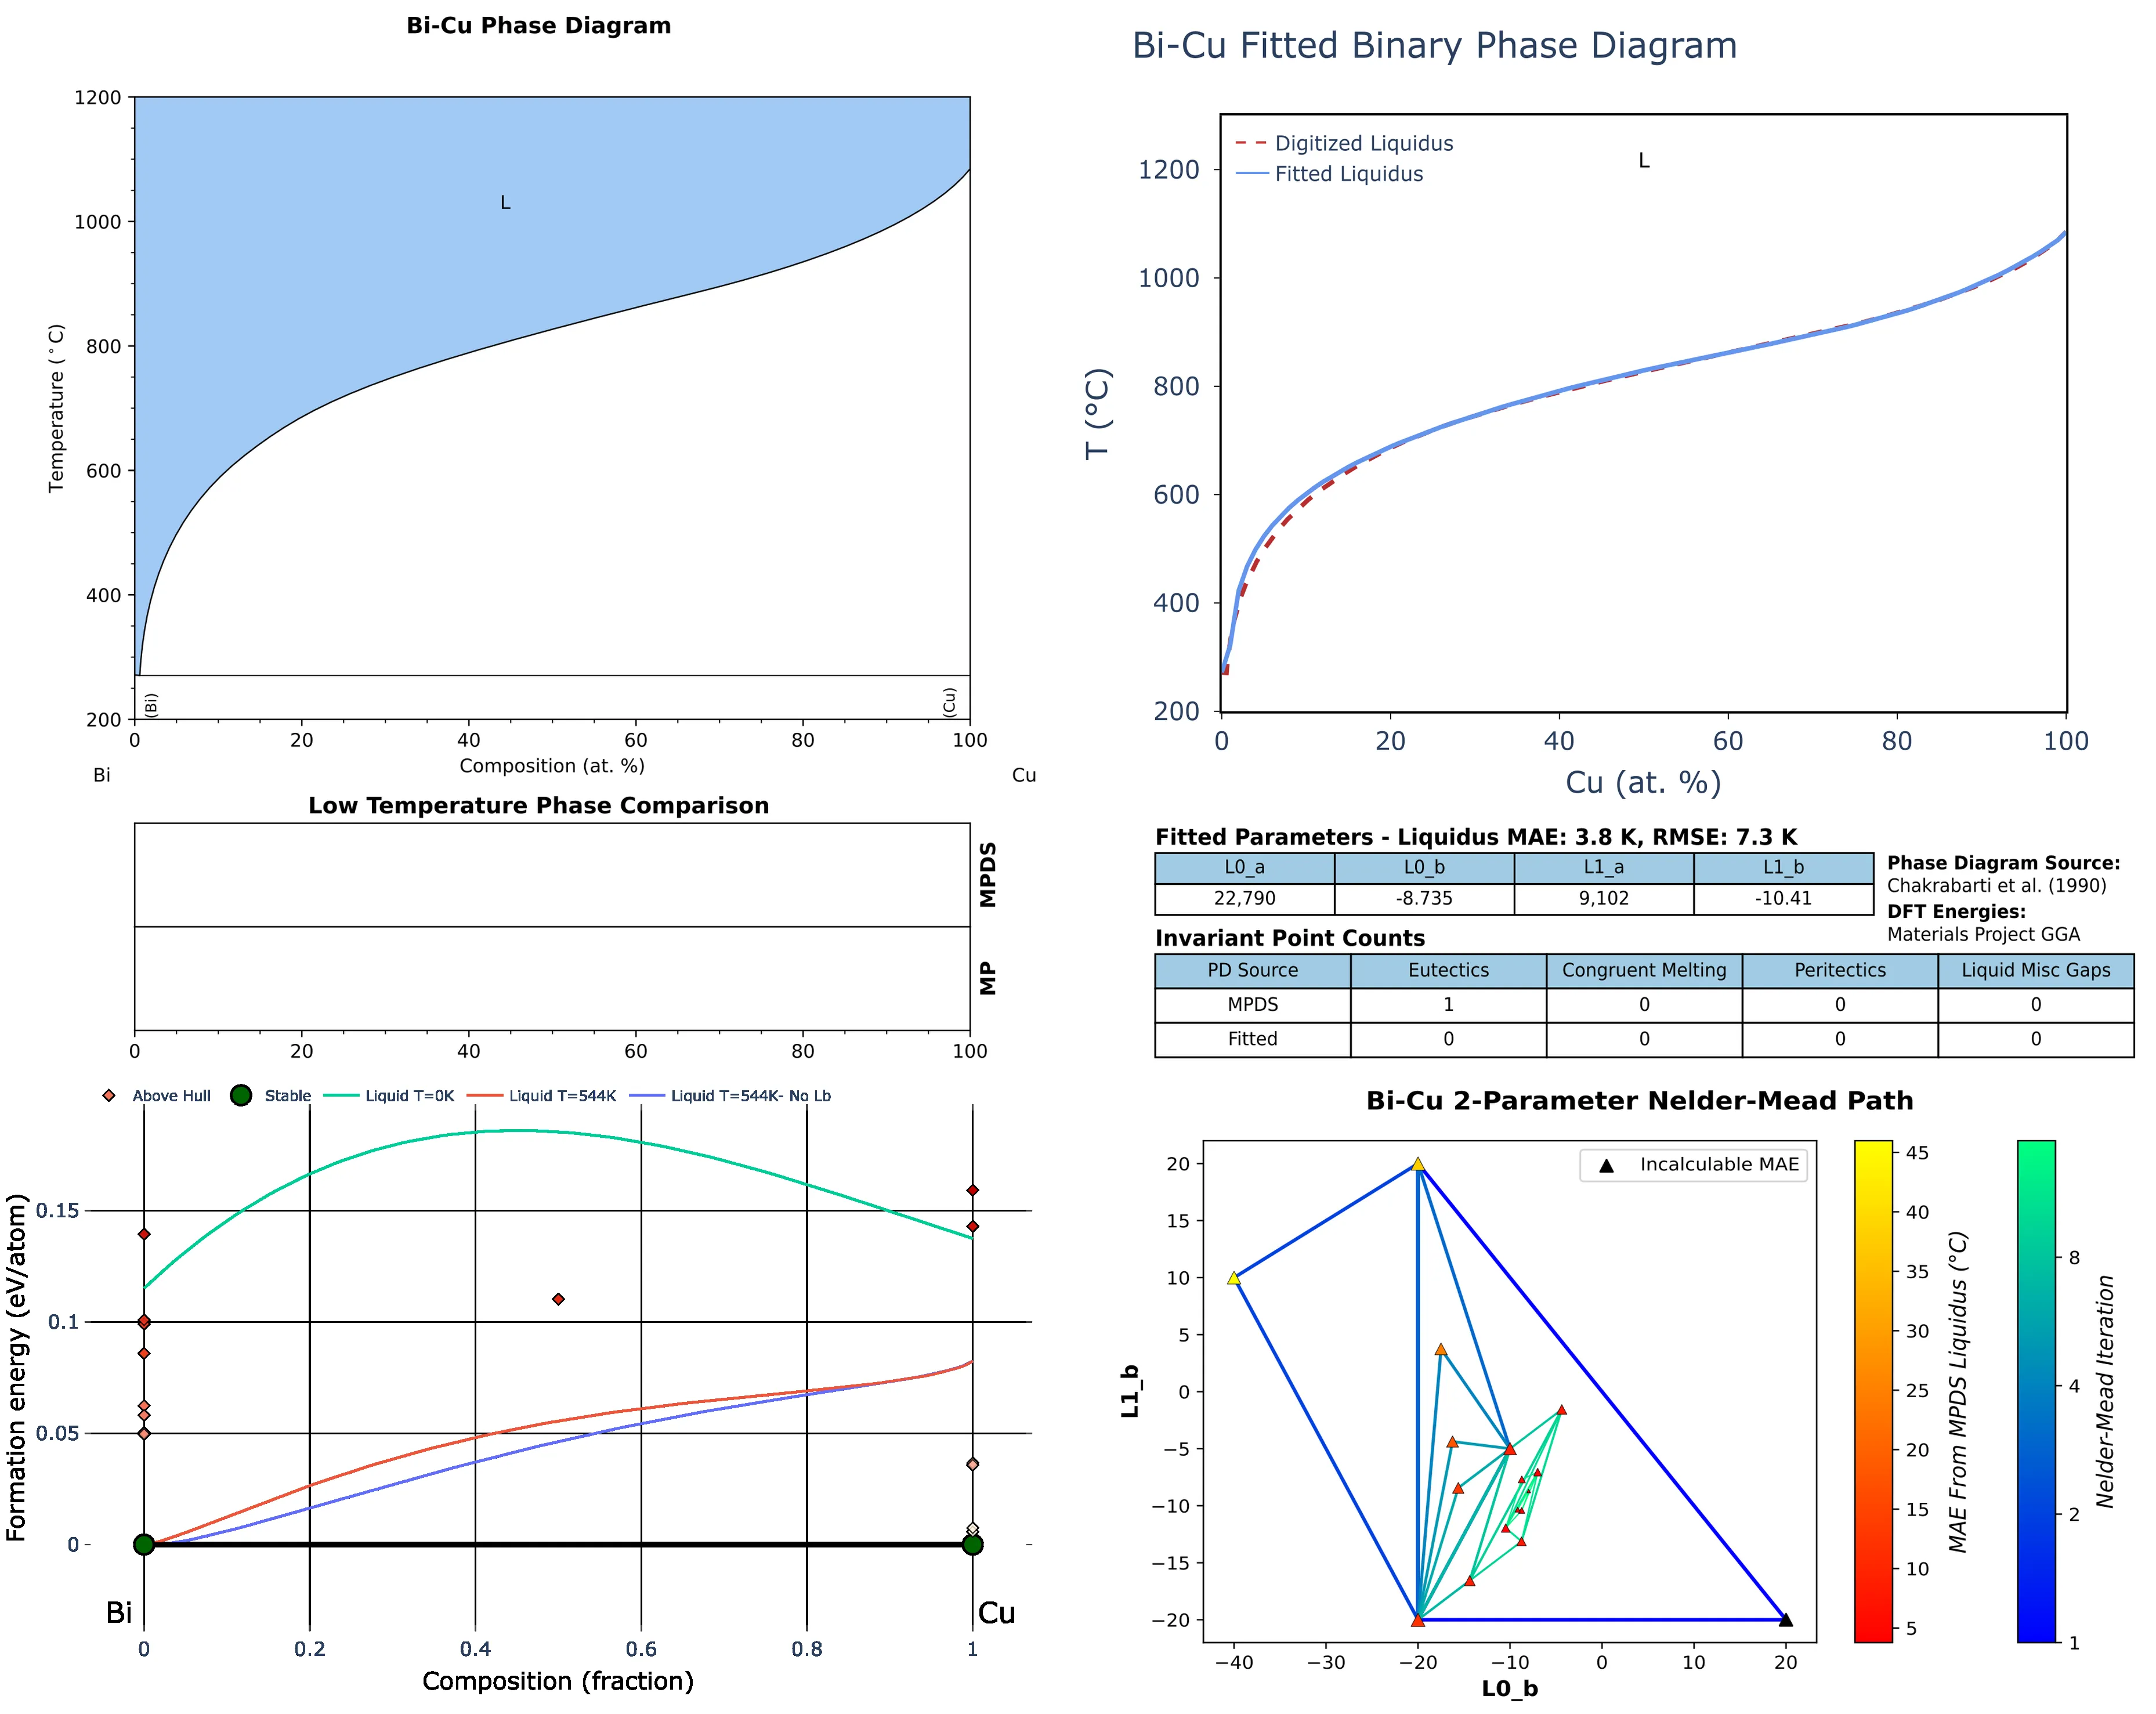 Bi-Cu Phase Diagram
1200
1000
800
600
400
200
Temperature (°C)
L
(Bi)
(Cu)
0 20 40 60 80 100
Composition (at. %)
Bi Cu
Low Temperature Phase Comparison
MPDS
MP
0 20 40 60 80 100
Bi-Cu Fitted Binary Phase Diagram
Digitized Liquidus
Fitted Liquidus
L
1200
1000
800
600
400
200
T (°C)
0 20 40 60 80 100
Cu (at. %)
Fitted Parameters - Liquidus MAE: 3.8 K, RMSE: 7.3 K
L0_a L0_b L1_a L1_b
22,790 -8.735 9,102 -10.41
Phase Diagram Source:
Chakrabarti et al. (1990)
DFT Energies:
Materials Project GGA
Invariant Point Counts
PD Source Eutectics Congruent Melting Peritectics Liquid Misc Gaps
MPDS 1 0 0 0
Fitted 0 0 0 0
Above Hull Stable Liquid T=0K Liquid T=544K Liquid T=544K- No Lb
0.15
0.1
0.05
0
Formation energy (eV/atom)
Bi Cu
0 0.2 0.4 0.6 0.8 1
Composition (fraction)
Bi-Cu 2-Parameter Nelder-Mead Path
Incalculable MAE
20
15
10
5
0
−5
−10
−15
−20
L1_b
−40 −30 −20 −10 0 10 20
L0_b
45
40
35
30
25
20
15
10
5
MAE From MPDS Liquidus (°C)
8
4
2
1
Nelder-Mead Iteration